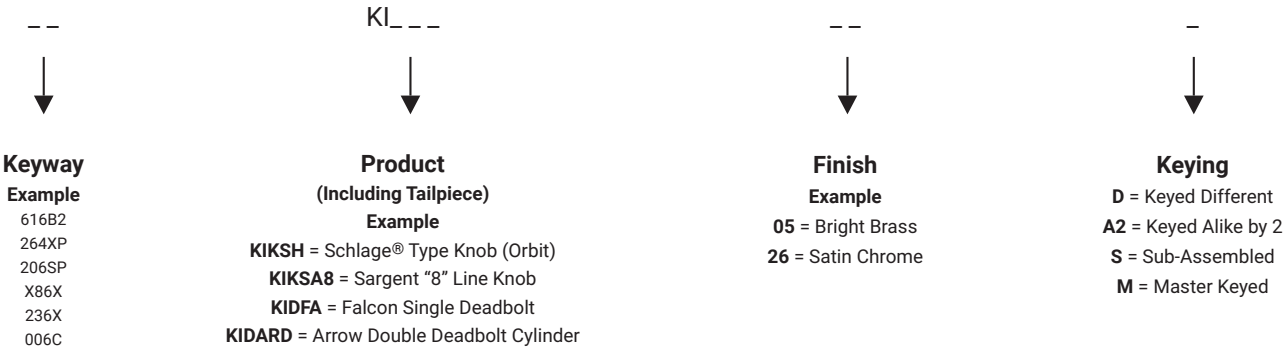 _ _
KI_ _ _
_ _
_
Keyway
Example
616B2
264XP
206SP
X86X
236X
006C
Product
(Including Tailpiece)
Example
KIKSH = Schlage® Type Knob (Orbit)
KIKSA8 = Sargent “8” Line Knob
KIDFA = Falcon Single Deadbolt
KIDARD = Arrow Double Deadbolt Cylinder
Finish
Example
05 = Bright Brass
26 = Satin Chrome
Keying
D = Keyed Different
A2 = Keyed Alike by 2
S = Sub-Assembled
M = Master Keyed